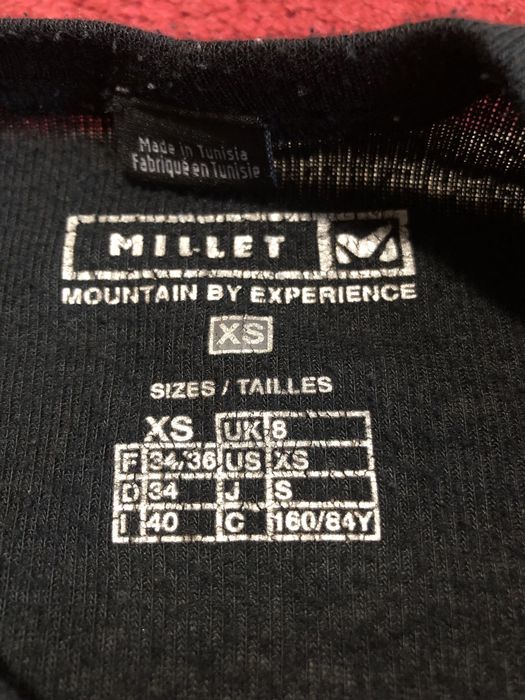 Made in Tunisia
Fabriqué en Tunisie
MILLET
MOUNTAIN BY EXPERIENCE
XS
SIZES / TAILLES
XS UK 8
F 34/36 US XS
D 34 J S
I 40 C 160/84Y